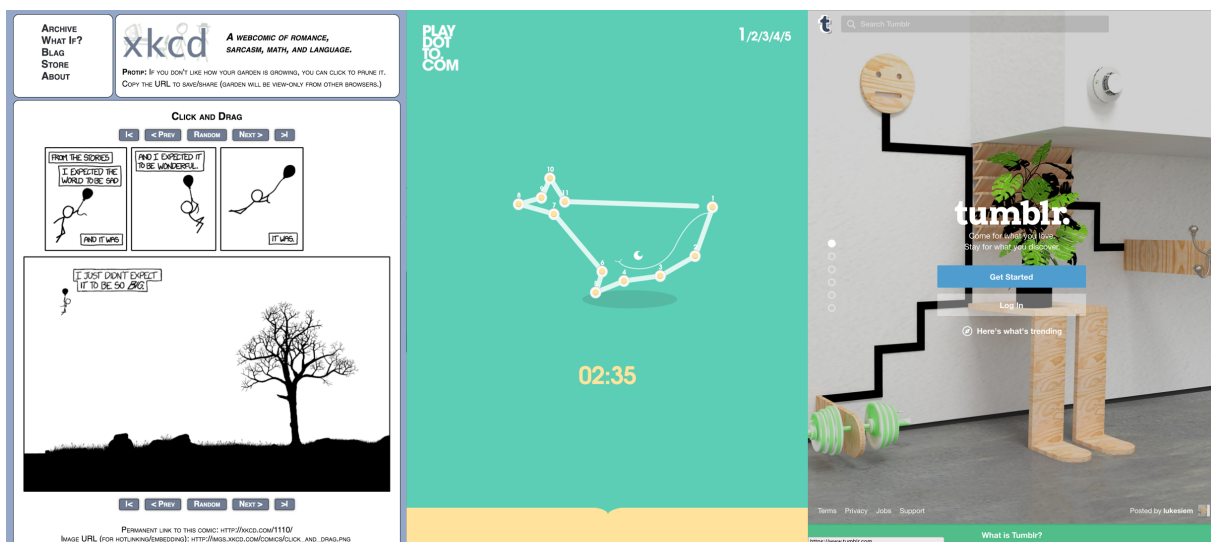 ARCHIVE
WHAT IF?
BLAG
STORE
ABOUT
xkcd
A WEBCOMIC OF ROMANCE,
SARCASM, MATH, AND LANGUAGE.
PROTIP: IF YOU DON'T LIKE HOW YOUR GARDEN IS GROWING, YOU CAN CLICK TO PRUNE IT.
COPY THE URL TO SAVE/SHARE (GARDEN WILL BE VIEW-ONLY FROM OTHER BROWSERS.)
CLICK AND DRAG
|< < PREV RANDOM NEXT > >|
FROM THE STORIES
I EXPECTED THE
WORLD TO BE SAD
AND IT WAS
AND I EXPECTED IT
TO BE WONDERFUL.
IT WAS.
I JUST DIDN'T EXPECT
IT TO BE SO BIG.
|< < PREV RANDOM NEXT > >|
PERMANENT LINK TO THIS COMIC: HTTP://XKCD.COM/1110/
IMAGE URL (FOR HOTLINKING/EMBEDDING): HTTP://IMGS.XKCD.COM/COMICS/CLICK_AND_DRAG.PNG
PLAY
DOT
TO.
COM
1/2/3/4/5
10
9
8
11
1
7
2
6
3
4
5
02:35
t
Search Tumblr
tumblr.
Come for what you love.
Stay for what you discover.
Get Started
Log In
Here's what's trending
Terms Privacy Jobs Support
Posted by lukesiem
What is Tumblr?
https://www.tumblr.com